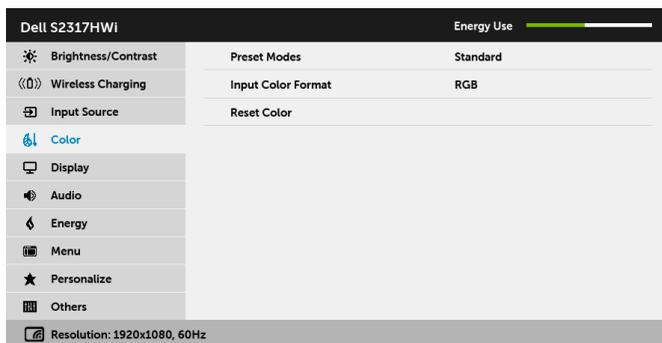 Dell S2317HWi Energy Use
Brightness/Contrast Preset Modes Standard
Wireless Charging Input Color Format RGB
Input Source Reset Color
Color
Display
Audio
Energy
Menu
Personalize
Others
Resolution: 1920x1080, 60Hz